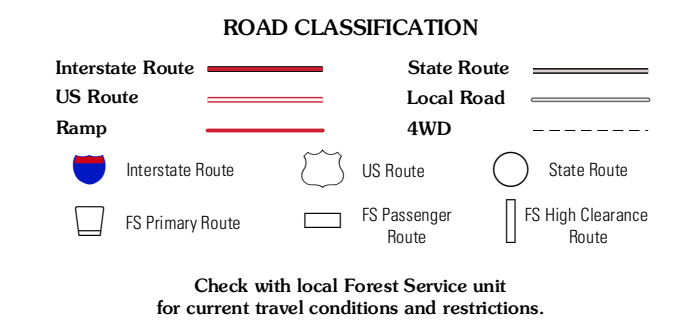 ROAD CLASSIFICATION
Interstate Route
State Route
US Route
Local Road
Ramp
4WD
Interstate Route
US Route
State Route
FS Primary Route
FS Passenger
Route
FS High Clearance
Route
Check with local Forest Service unit
for current travel conditions and restrictions.